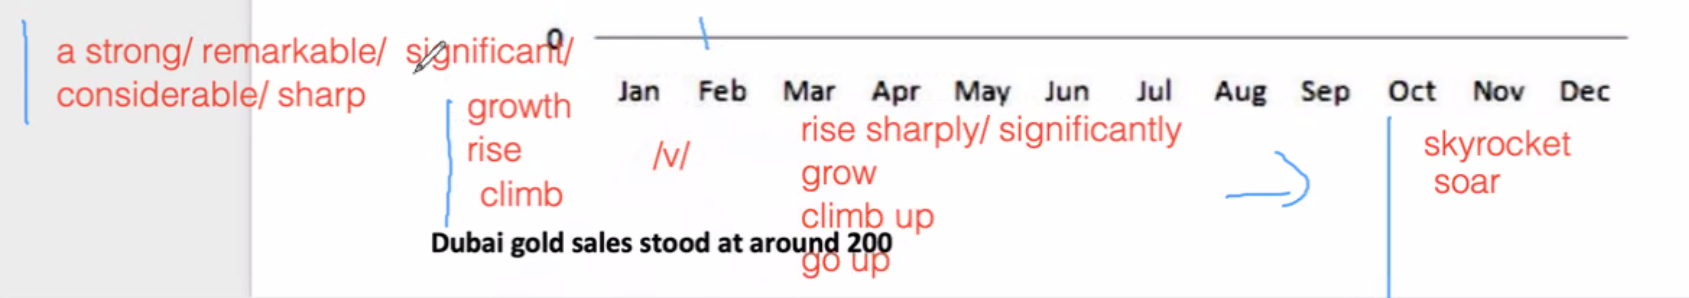 0
a strong/ remarkable/ significant/
considerable/ sharp
growth
rise
climb
Jan Feb Mar Apr May Jun Jul Aug Sep Oct Nov Dec
/v/
rise sharply/ significantly
grow
climb up
go up
skyrocket
soar
Dubai gold sales stood at around 200